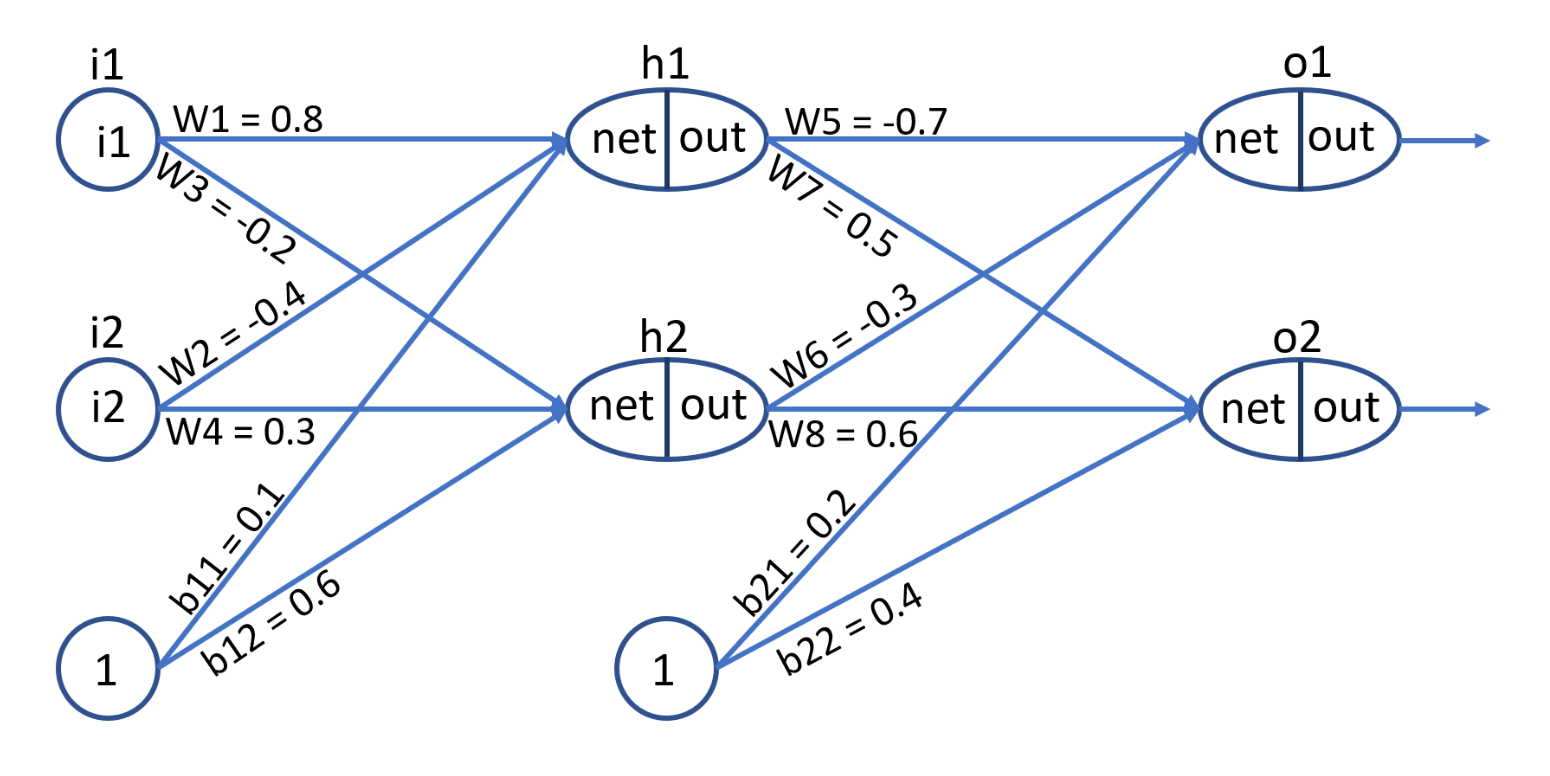 i1
h1
o1
i1
W1 = 0.8
net
out
W5 = -0.7
net
out
W3 = -0.2
W7 = 0.5
i2
h2
o2
i2
W2 = -0.4
W4 = 0.3
net
out
W6 = -0.3
W8 = 0.6
net
out
b11 = 0.1
b12 = 0.6
b21 = 0.2
b22 = 0.4
1
1